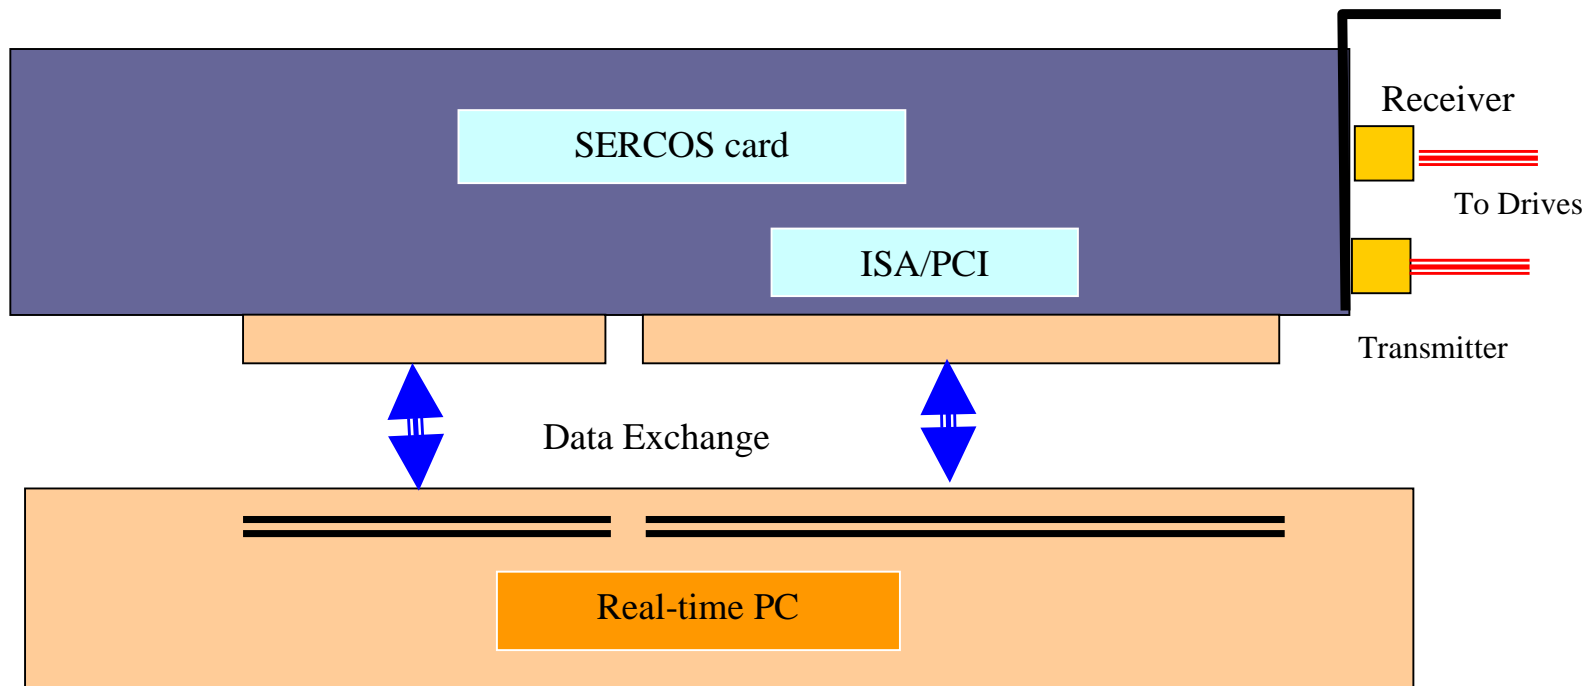 Receiver
SERCOS card
To Drives
ISA/PCI
Transmitter
Data Exchange
Real-time PC